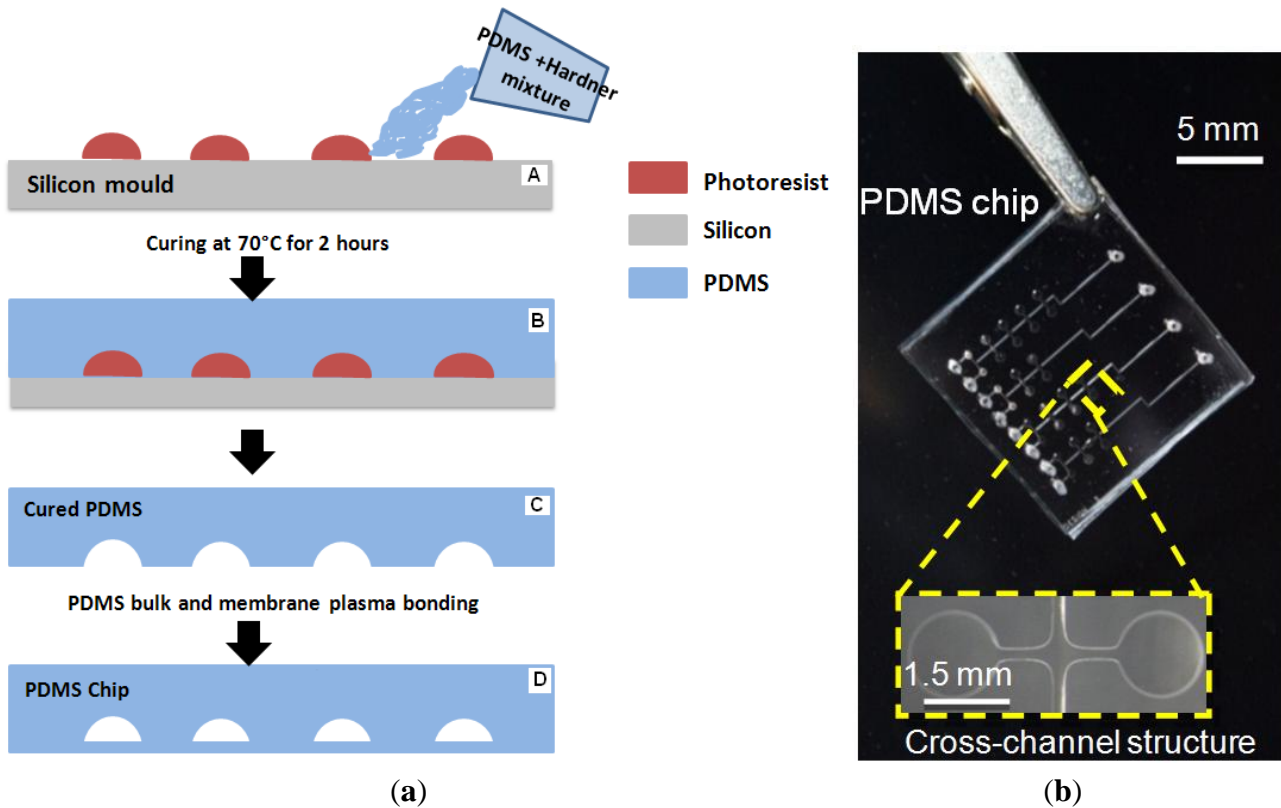 PDMS +Hardner
mixture
Silicon mould
A
Photoresist
Silicon
PDMS
Curing at 70°C for 2 hours
B
Cured PDMS
C
PDMS bulk and membrane plasma bonding
PDMS Chip
D
(a)
5 mm
PDMS chip
1.5 mm
Cross-channel structure
(b)